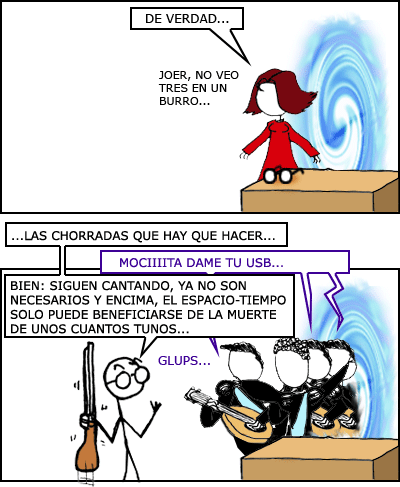 DE VERDAD...
JOER, NO VEO
TRES EN UN
BURRO...
...LAS CHORRADAS QUE HAY QUE HACER...
MOCIIIITA DAME TU USB...
BIEN: SIGUEN CANTANDO, YA NO SON
NECESARIOS Y ENCIMA, EL ESPACIO-TIEMPO
SOLO PUEDE BENEFICIARSE DE LA MUERTE
DE UNOS CUANTOS TUNOS...
GLUPS...